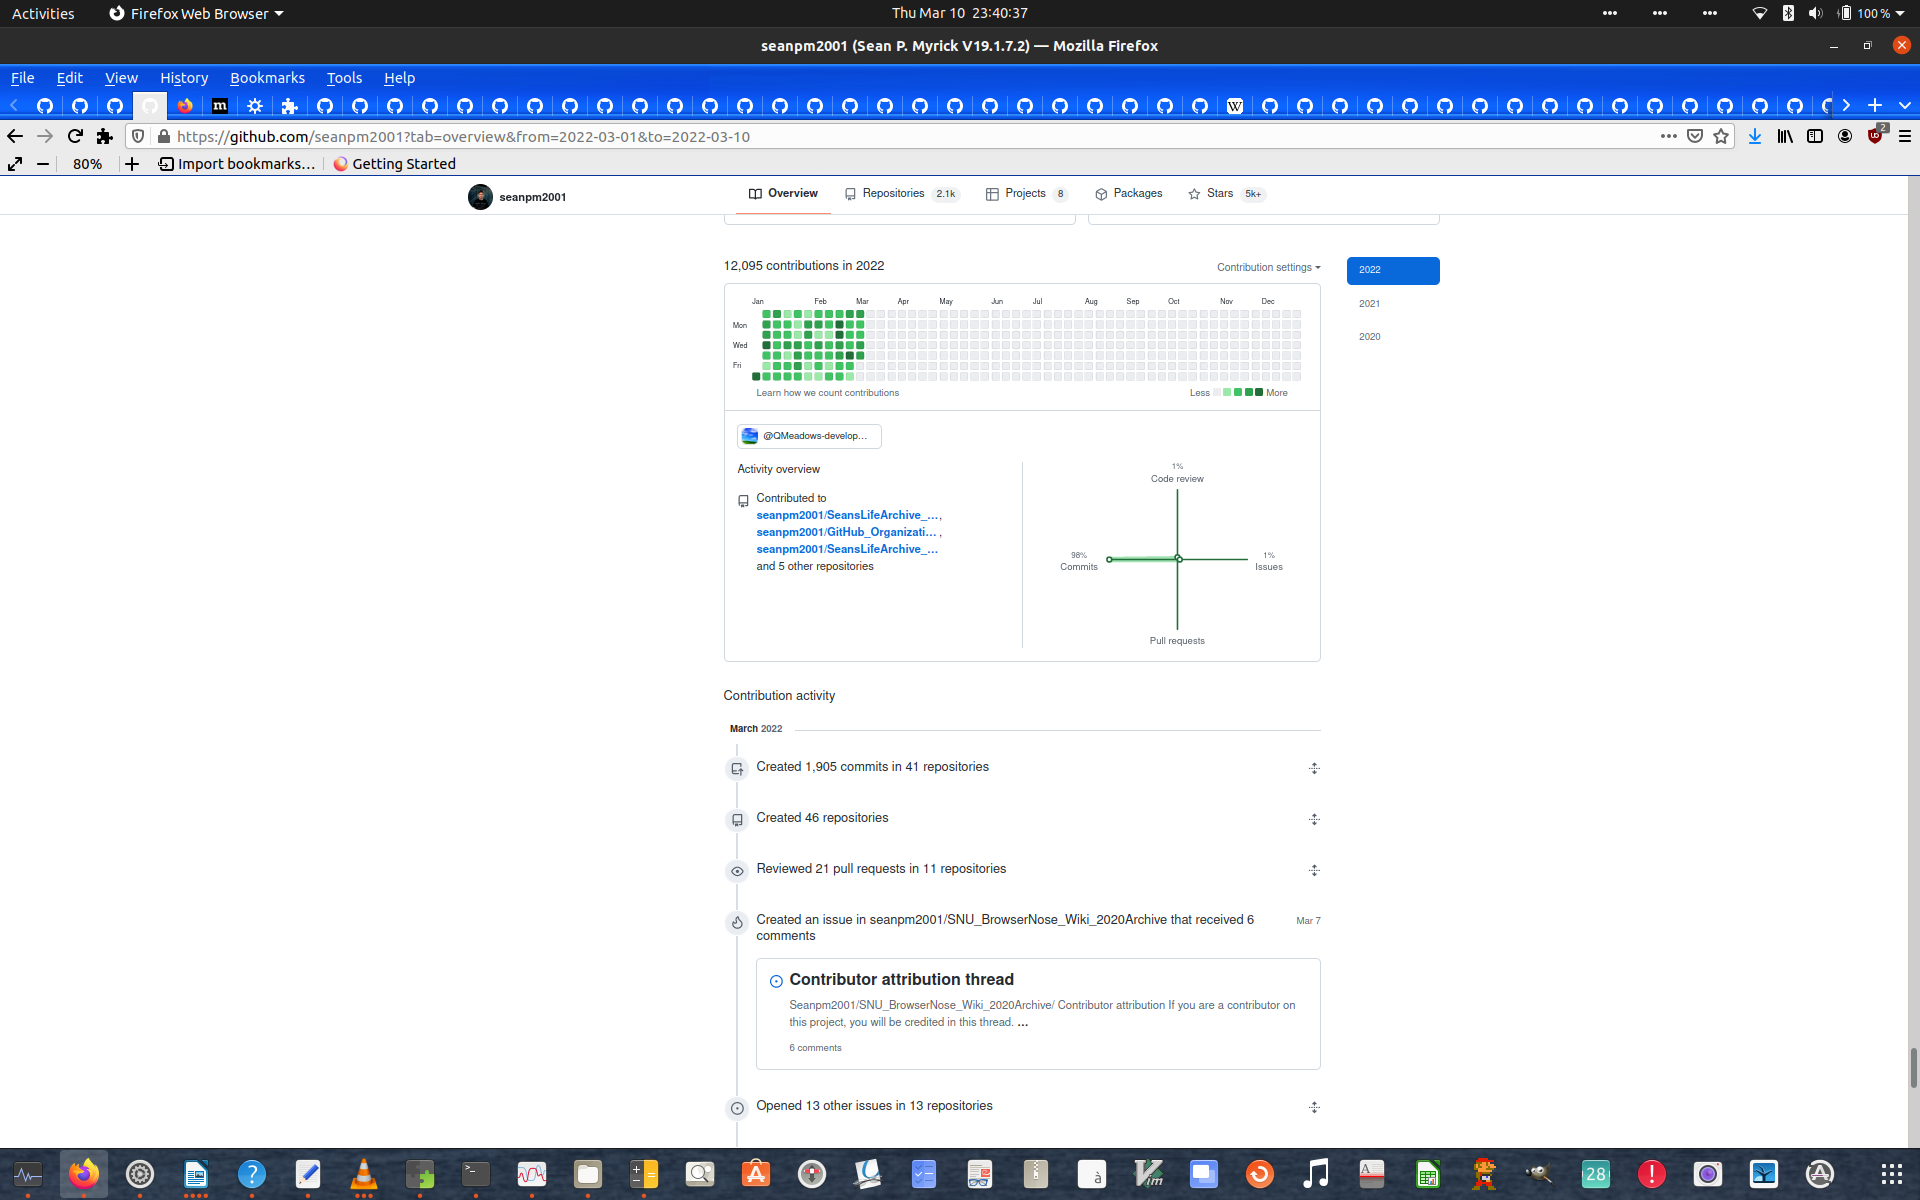 Activities
Firefox Web Browser
Thu Mar 10 23:40:37
100 %
seanpm2001 (Sean P. Myrick V19.1.7.2) — Mozilla Firefox
File Edit View History Bookmarks Tools Help
https://github.com/seanpm2001?tab=overview&from=2022-03-01&to=2022-03-10
2
80%
Import bookmarks...
Getting Started
seanpm2001
Overview
Repositories 2.1k
Projects 8
Packages
Stars 5k+
12,095 contributions in 2022
Contribution settings
2022
2021
2020
Jan Feb Mar Apr May Jun Jul Aug Sep Oct Nov Dec
Mon
Wed
Fri
Learn how we count contributions
Less More
@QMeadows-develop...
Activity overview
Contributed to
seanpm2001/SeansLifeArchive_... ,
seanpm2001/GitHub_Organizati... ,
seanpm2001/SeansLifeArchive_...
and 5 other repositories
1%
Code review
98%
Commits
1%
Issues
Pull requests
Contribution activity
March 2022
Created 1,905 commits in 41 repositories
Created 46 repositories
Reviewed 21 pull requests in 11 repositories
Created an issue in seanpm2001/SNU_BrowserNose_Wiki_2020Archive that received 6
comments
Mar 7
Contributor attribution thread
Seanpm2001/SNU_BrowserNose_Wiki_2020Archive/ Contributor attribution If you are a contributor on
this project, you will be credited in this thread. ...
6 comments
Opened 13 other issues in 13 repositories
28